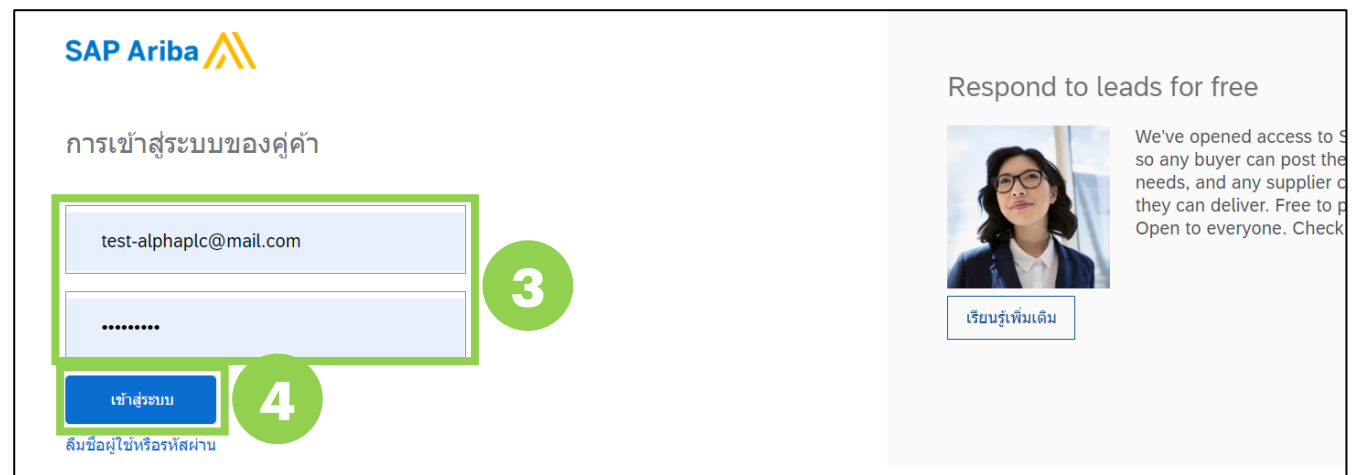 SAP Ariba
การเข้าสู่ระบบของคู่ค้า
test-alphaplc@mail.com
•••••••••
3
เข้าสู่ระบบ
4
ลืมชื่อผู้ใช้หรือรหัสผ่าน
Respond to leads for free
We've opened access to S
so any buyer can post the
needs, and any supplier c
they can deliver. Free to p
Open to everyone. Check
เรียนรู้เพิ่มเติม